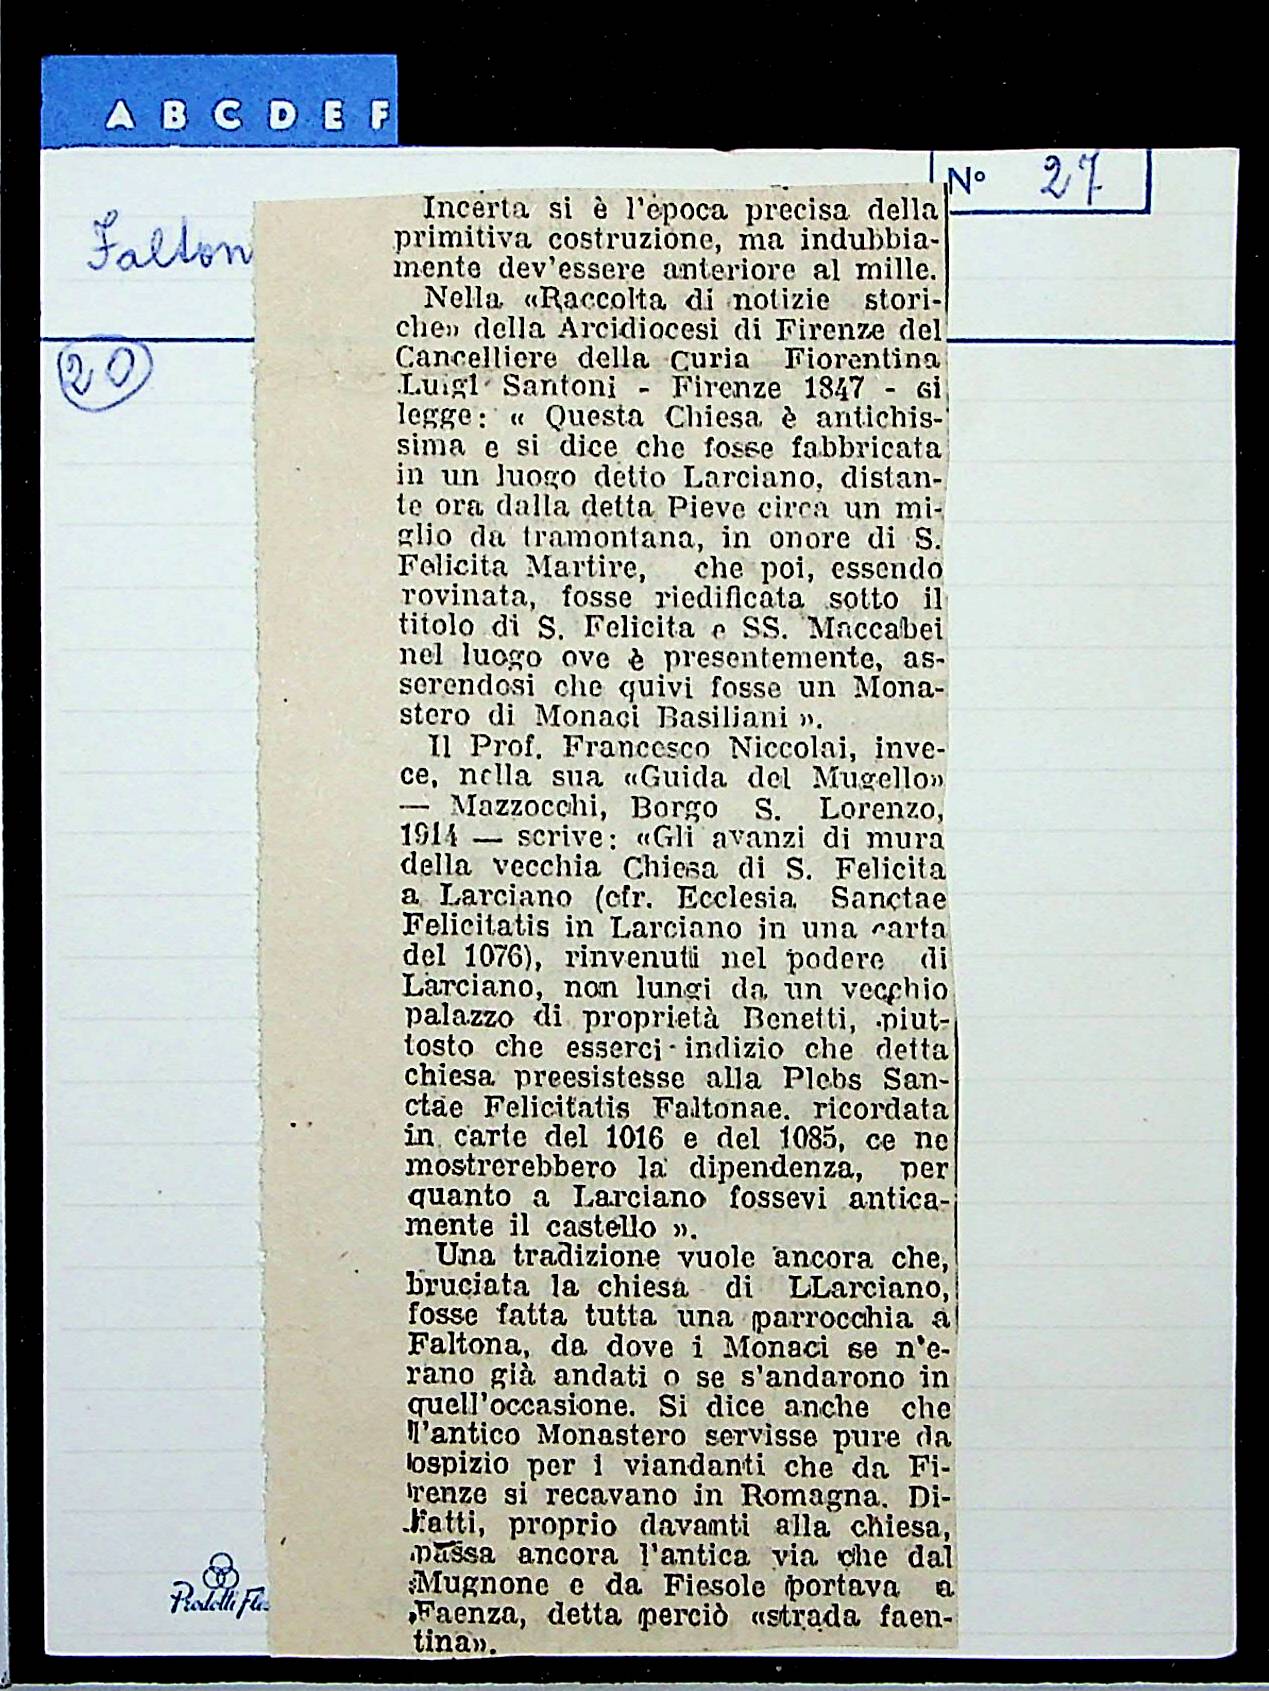 A B C D E F
Nº 27
Falton
20
Incerta si è l'epoca precisa della
primitiva costruzione, ma indubbia-
mente dev'essere anteriore al mille.
Nella «Raccolta di notizie stori-
che» della Arcidiocesi di Firenze del
Cancelliere della Curia Fiorentina
Luigi Santoni - Firenze 1847 - si
legge: « Questa Chiesa è antichis-
sima e si dice che fosse fabbricata
in un luogo detto Larciano, distan-
te ora dalla detta Pieve circa un mi-
glio da tramontana, in onore di S.
Felicita Martire, che poi, essendo
rovinata, fosse riedificata sotto il
titolo di S. Felicita e SS. Maccabei
nel luogo ove è presentemente, as-
serendosi che quivi fosse un Mona-
stero di Monaci Basiliani ».
Il Prof. Francesco Niccolai, inve-
ce, nella sua «Guida del Mugello»
— Mazzocchi, Borgo S. Lorenzo,
1914 — scrive: «Gli avanzi di mura
della vecchia Chiesa di S. Felicita
a Larciano (cfr. Ecclesia Sanctae
Felicitatis in Larciano in una carta
del 1076), rinvenuti nel podere di
Larciano, non lungi da un vecchio
palazzo di proprietà Benetti, piut-
tosto che esserci indizio che detta
chiesa preesistesse alla Plebs San-
ctae Felicitatis Faltonae. ricordata
in carte del 1016 e del 1085, ce ne
mostrerebbero la dipendenza, per
quanto a Larciano fossevi antica-
mente il castello ».
Una tradizione vuole ancora che,
bruciata la chiesa di LLarciano,
fosse fatta tutta una parrocchia a
Faltona, da dove i Monaci se n'e-
rano già andati o se s'andarono in
quell'occasione. Si dice anche che
l'antico Monastero servisse pure da
ospizio per i viandanti che da Fi-
renze si recavano in Romagna. Di-
fatti, proprio davanti alla chiesa,
passa ancora l'antica via che dal
Mugnone e da Fiesole portava a
Faenza, detta perciò «strada faen-
tina».